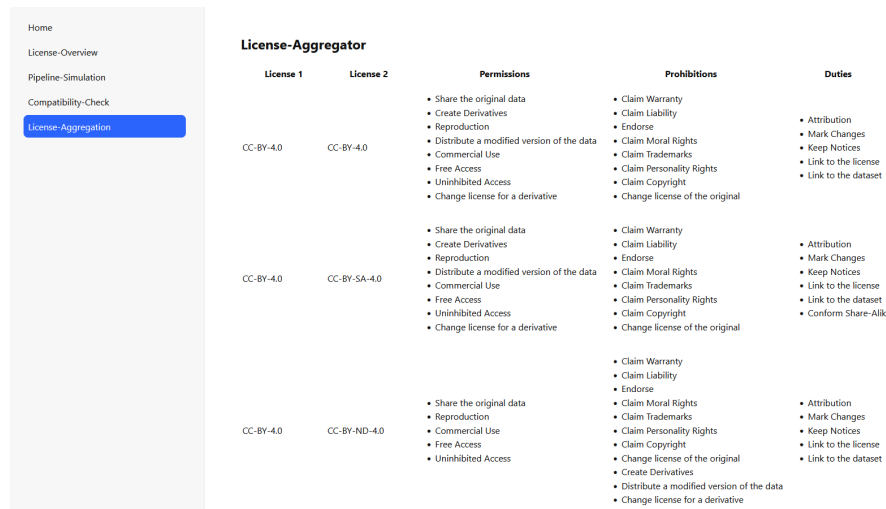 Home
License-Overview
Pipeline-Simulation
Compatibility-Check
License-Aggregation
License-Aggregator
License 1 License 2 Permissions Prohibitions Duties
CC-BY-4.0 CC-BY-4.0
• Share the original data
• Create Derivatives
• Reproduction
• Distribute a modified version of the data
• Commercial Use
• Free Access
• Uninhibited Access
• Change license for a derivative
• Claim Warranty
• Claim Liability
• Endorse
• Claim Moral Rights
• Claim Trademarks
• Claim Personality Rights
• Claim Copyright
• Change license of the original
• Attribution
• Mark Changes
• Keep Notices
• Link to the license
• Link to the dataset
CC-BY-4.0 CC-BY-SA-4.0
• Share the original data
• Create Derivatives
• Reproduction
• Distribute a modified version of the data
• Commercial Use
• Free Access
• Uninhibited Access
• Change license for a derivative
• Claim Warranty
• Claim Liability
• Endorse
• Claim Moral Rights
• Claim Trademarks
• Claim Personality Rights
• Claim Copyright
• Change license of the original
• Attribution
• Mark Changes
• Keep Notices
• Link to the license
• Link to the dataset
• Conform Share-Alik
CC-BY-4.0 CC-BY-ND-4.0
• Share the original data
• Reproduction
• Commercial Use
• Free Access
• Uninhibited Access
• Claim Warranty
• Claim Liability
• Endorse
• Claim Moral Rights
• Claim Trademarks
• Claim Personality Rights
• Claim Copyright
• Change license of the original
• Create Derivatives
• Distribute a modified version of the data
• Change license for a derivative
• Attribution
• Mark Changes
• Keep Notices
• Link to the license
• Link to the dataset